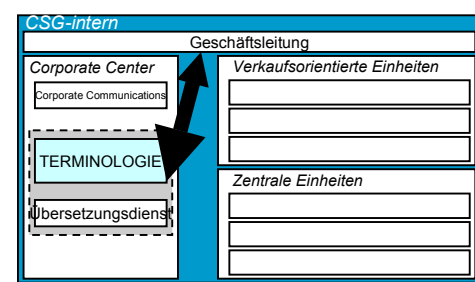 CSG-intern
Geschäftsleitung
Corporate Center
Corporate Communications
TERMINOLOGIE
Übersetzungsdienst
Verkaufsorientierte Einheiten
Zentrale Einheiten